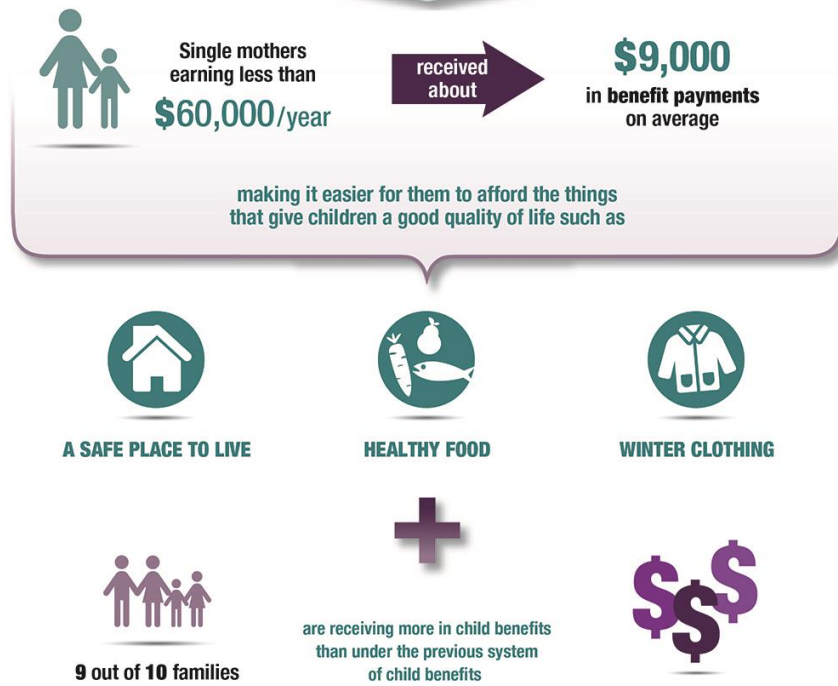 Single mothers
earning less than
$60,000/year
received
about
$9,000
in benefit payments
on average
making it easier for them to afford the things
that give children a good quality of life such as
A SAFE PLACE TO LIVE
HEALTHY FOOD
WINTER CLOTHING
+
9 out of 10 families
are receiving more in child benefits
than under the previous system
of child benefits
$$$